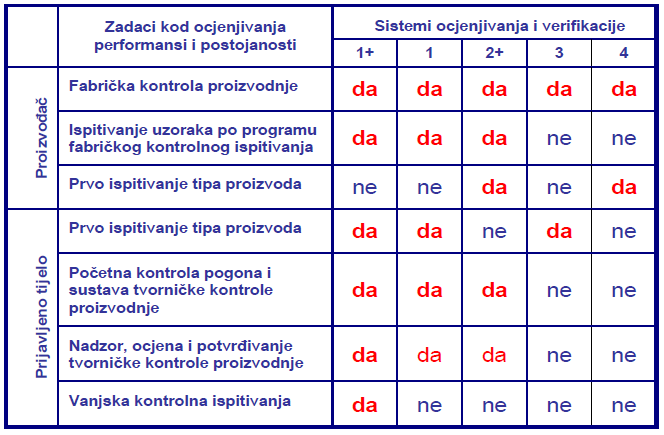 Zadaci kod ocjenjivanja performansi i postojanosti
Sistemi ocjenjivanja i verifikacije
1+ 1 2+ 3 4
Proizvođač
Fabrička kontrola proizvodnje da da da da da
Ispitivanje uzoraka po programu
fabričkog kontrolnog ispitivanja da da da ne ne
Prvo ispitivanje tipa proizvoda ne ne da ne da
Prijavljeno tijelo
Prvo ispitivanje tipa proizvoda da da ne da ne
Početna kontrola pogona i
sustava tvorničke kontrole
proizvodnje da da da ne ne
Nadzor, ocjena i potvrđivanje
tvorničke kontrole proizvodnje da da da ne ne
Vanjska kontrolna ispitivanja da ne ne ne ne